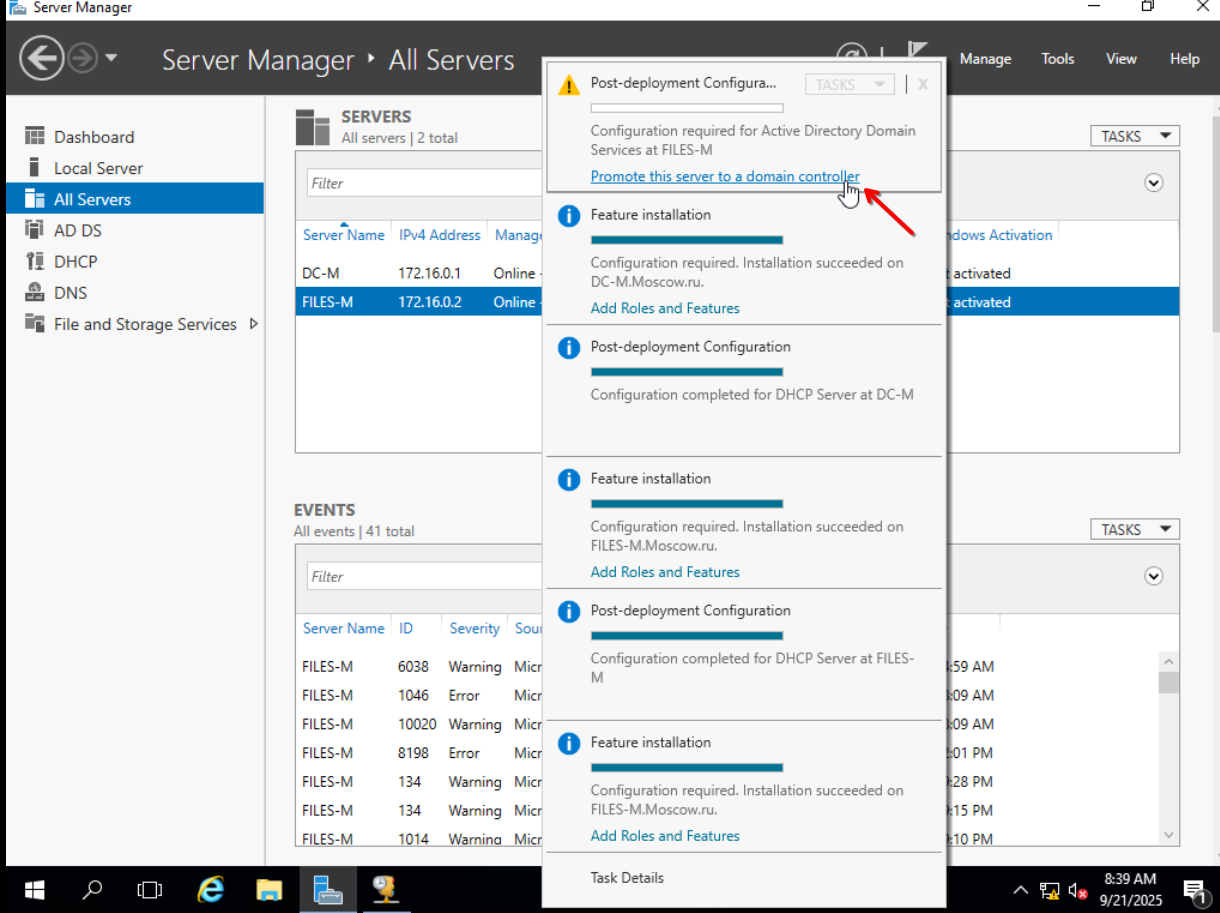 Server Manager
Server Manager ‣ All Servers
Manage Tools View Help
Dashboard
Local Server
All Servers
AD DS
DHCP
DNS
File and Storage Services
SERVERS
All servers | 2 total
TASKS
Filter
Server Name IPv4 Address Manage
DC-M 172.16.0.1 Online -
FILES-M 172.16.0.2 Online -
dows Activation
activated
activated
EVENTS
All events | 41 total
TASKS
Filter
Server Name ID Severity Sou
FILES-M 6038 Warning Micr :59 AM
FILES-M 1046 Error Micr :09 AM
FILES-M 10020 Warning Micr :09 AM
FILES-M 8198 Error Micr :01 PM
FILES-M 134 Warning Micr :28 PM
FILES-M 134 Warning Micr :15 PM
FILES-M 1014 Warning Micr :10 PM
Post-deployment Configura...
TASKS
X
Configuration required for Active Directory Domain
Services at FILES-M
Promote this server to a domain controller
Feature installation
Configuration required. Installation succeeded on
DC-M.Moscow.ru.
Add Roles and Features
Post-deployment Configuration
Configuration completed for DHCP Server at DC-M
Feature installation
Configuration required. Installation succeeded on
FILES-M.Moscow.ru.
Add Roles and Features
Post-deployment Configuration
Configuration completed for DHCP Server at FILES-
M
Feature installation
Configuration required. Installation succeeded on
FILES-M.Moscow.ru.
Add Roles and Features
Task Details
8:39 AM
9/21/2025
1